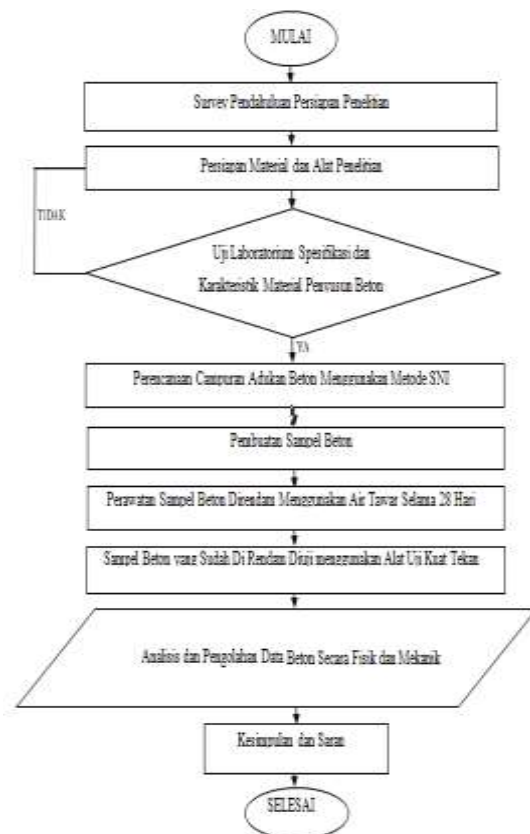 MULAI
Survey Pendahuluan Persiapan Penelitian
Persiapan Material dan Alat Penelitian
TIDAK
Uji Laboratorium Spesifikasi dan
Karakteristik Material Penyusun Beton
YA
Perencanaan Campuran Adukan Beton Menggunakan Metode SNI
Pembuatan Sampel Beton
Perawatan Sampel Beton Direndam Menggunakan Air Tawar Selama 28 Hari
Sampel Beton yang Sudah Di Rendam Diuji menggunakan Alat Uji Kuat Tekan
Analisis dan Pengolahan Data Beton Secara Fisik dan Mekanik
Kesimpulan dan Saran
SELESAI